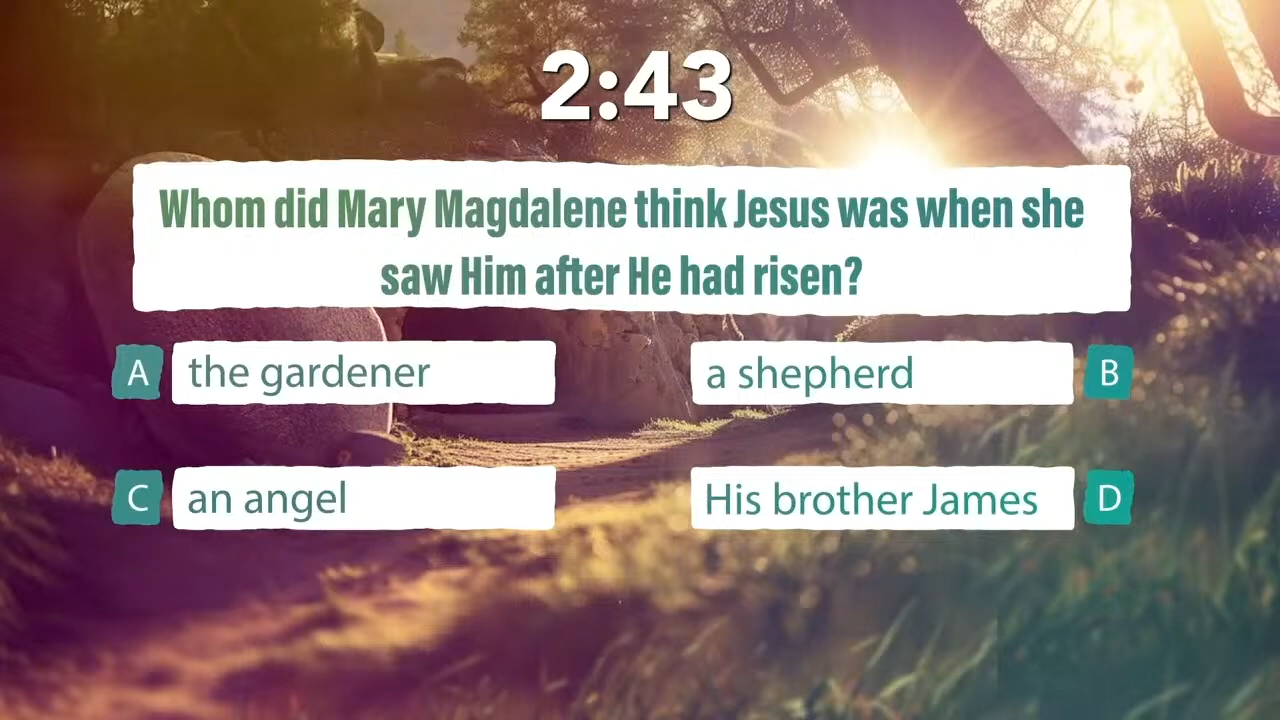 2:43
Whom did Mary Magdalene think Jesus was when she
saw Him after He had risen?
A the gardener
a shepherd B
C an angel
His brother James D